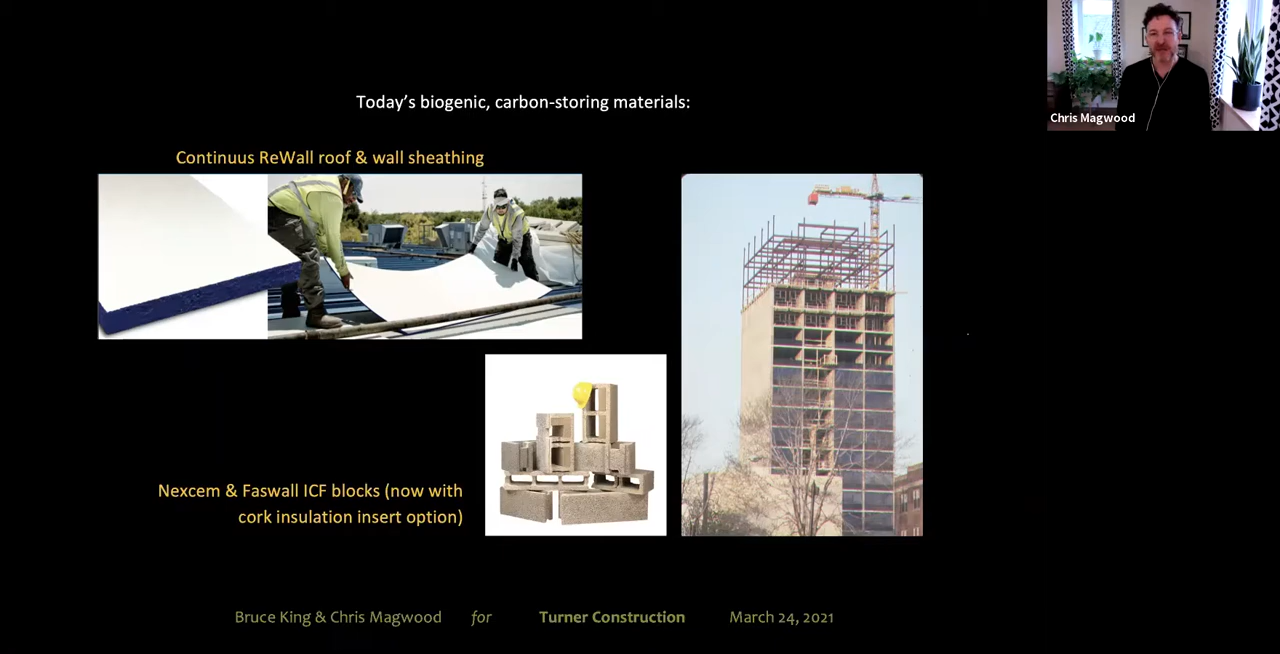 Today's biogenic, carbon-storing materials:
Chris Magwood
Continuus ReWall roof & wall sheathing
Nexcem & Faswall ICF blocks (now with
cork insulation insert option)
Bruce King & Chris Magwood for Turner Construction March 24, 2021